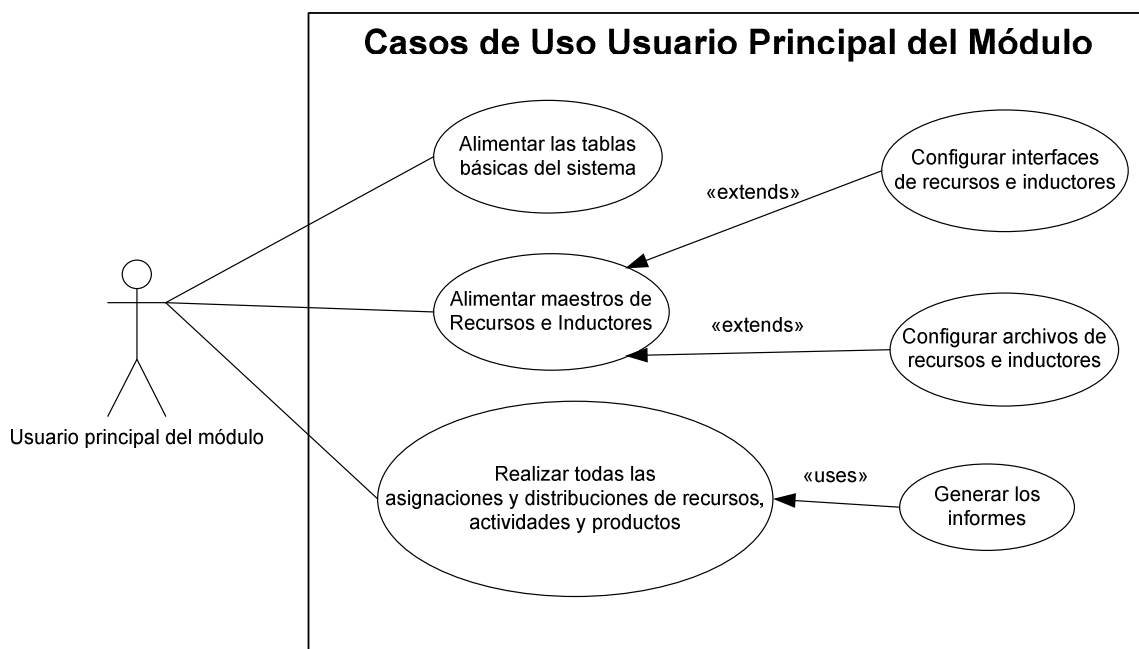 Casos de Uso Usuario Principal del Módulo
Alimentar las tablas
básicas del sistema
Configurar interfaces
de recursos e inductores
«extends»
Alimentar maestros de
Recursos e Inductores
«extends»
Configurar archivos de
recursos e inductores
Usuario principal del módulo
Realizar todas las
asignaciones y distribuciones de recursos,
actividades y productos
«uses»
Generar los
informes